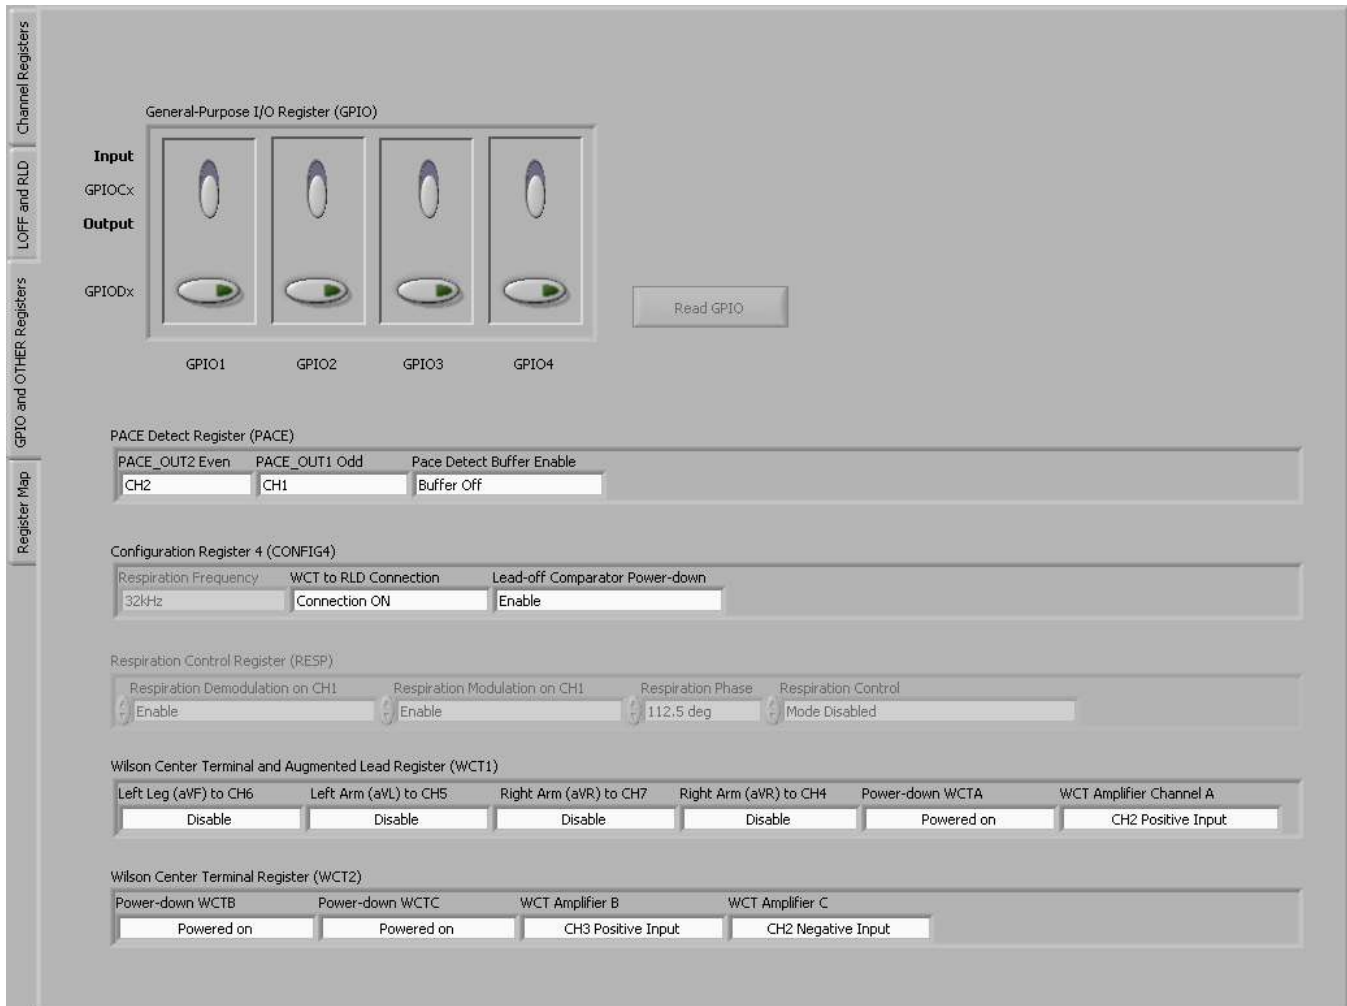 Channel Registers
LOFF and RLD
GPIO and OTHER Registers
Register Map
General-Purpose I/O Register (GPIO)
Input
GPIOCx
Output
GPIODx
Read GPIO
GPIO1 GPIO2 GPIO3 GPIO4
PACE Detect Register (PACE)
PACE_OUT2 Even PACE_OUT1 Odd Pace Detect Buffer Enable
CH2 CH1 Buffer Off
Configuration Register 4 (CONFIG4)
Respiration Frequency WCT to RLD Connection Lead-off Comparator Power-down
32kHz Connection ON Enable
Respiration Control Register (RESP)
Respiration Demodulation on CH1 Respiration Modulation on CH1 Respiration Phase Respiration Control
Enable Enable 112.5 deg Mode Disabled
Wilson Center Terminal and Augmented Lead Register (WCT1)
Left Leg (aVF) to CH6 Left Arm (aVL) to CH5 Right Arm (aVR) to CH7 Right Arm (aVR) to CH4 Power-down WCTA WCT Amplifier Channel A
Disable Disable Disable Disable Powered on CH2 Positive Input
Wilson Center Terminal Register (WCT2)
Power-down WCTB Power-down WCTC WCT Amplifier B WCT Amplifier C
Powered on Powered on CH3 Positive Input CH2 Negative Input